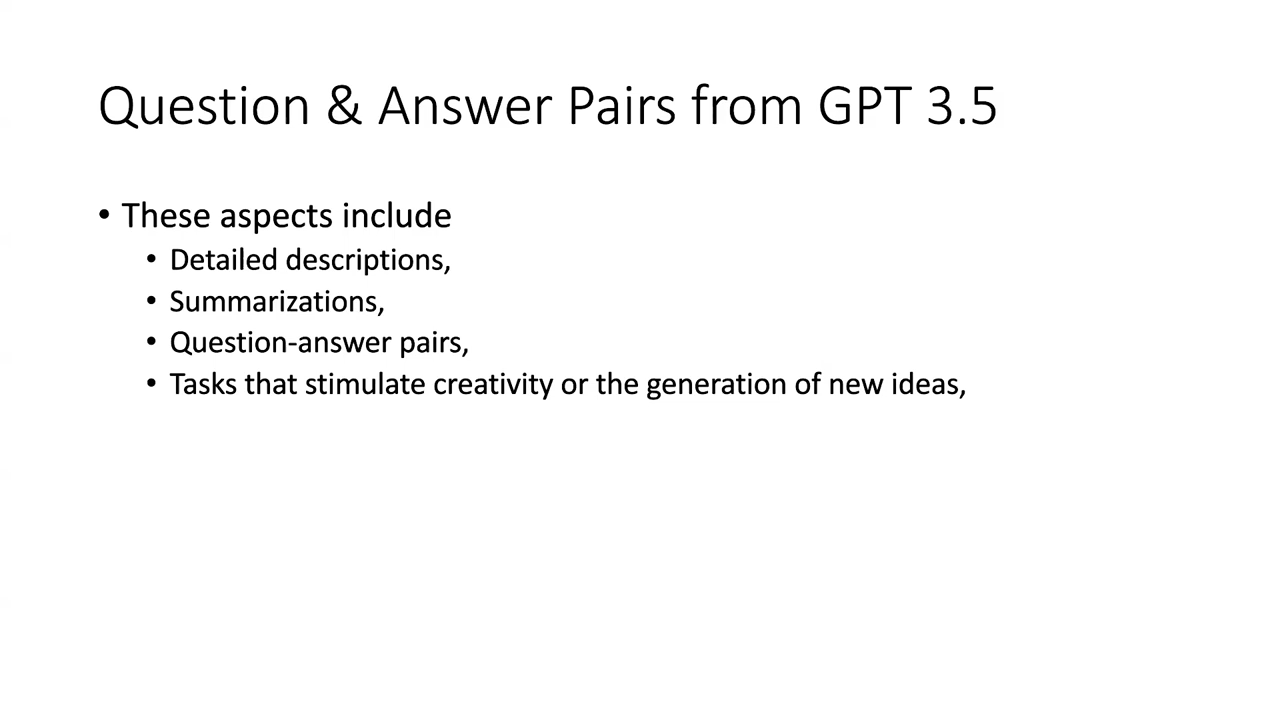 Question & Answer Pairs from GPT 3.5
• These aspects include
• Detailed descriptions,
• Summarizations,
• Question-answer pairs,
• Tasks that stimulate creativity or the generation of new ideas,